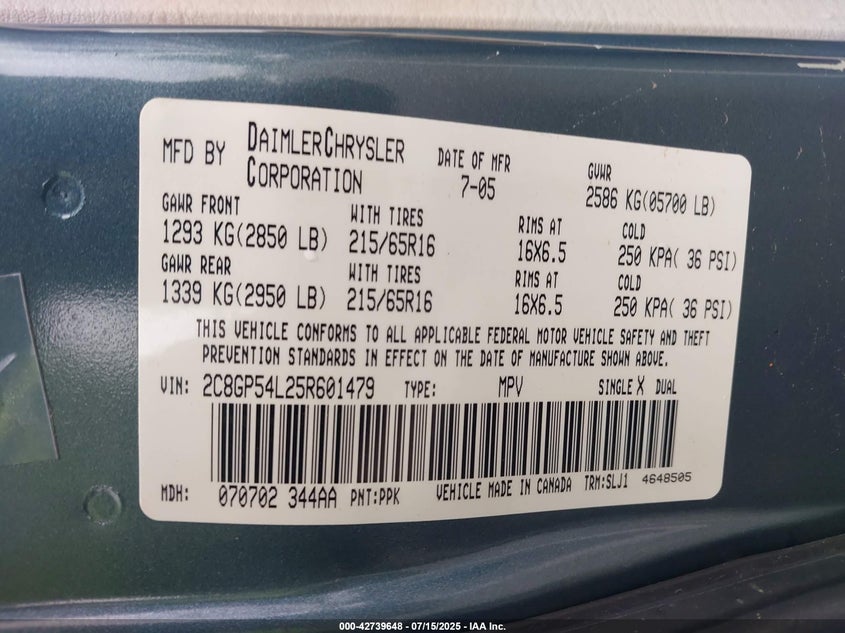 MFD BY DAIMLERCHRYSLER CORPORATION DATE OF MFR 7-05 GVWR 2586 KG(05700 LB)
GAWR FRONT WITH TIRES RIMS AT COLD
1293 KG(2850 LB) 215/65R16 16X6.5 250 KPA( 36 PSI)
GAWR REAR WITH TIRES RIMS AT COLD
1339 KG(2950 LB) 215/65R16 16X6.5 250 KPA( 36 PSI)
THIS VEHICLE CONFORMS TO ALL APPLICABLE FEDERAL MOTOR VEHICLE SAFETY AND THEFT
PREVENTION STANDARDS IN EFFECT ON THE DATE OF MANUFACTURE SHOWN ABOVE.
VIN: 2C8GP54L25R601479 TYPE: MPV SINGLE X DUAL
MDH: 070702 344AA PNT:PPK VEHICLE MADE IN CANADA TRM:SLJ1 4648505
000-42739648 - 07/15/2025 - IAA Inc.